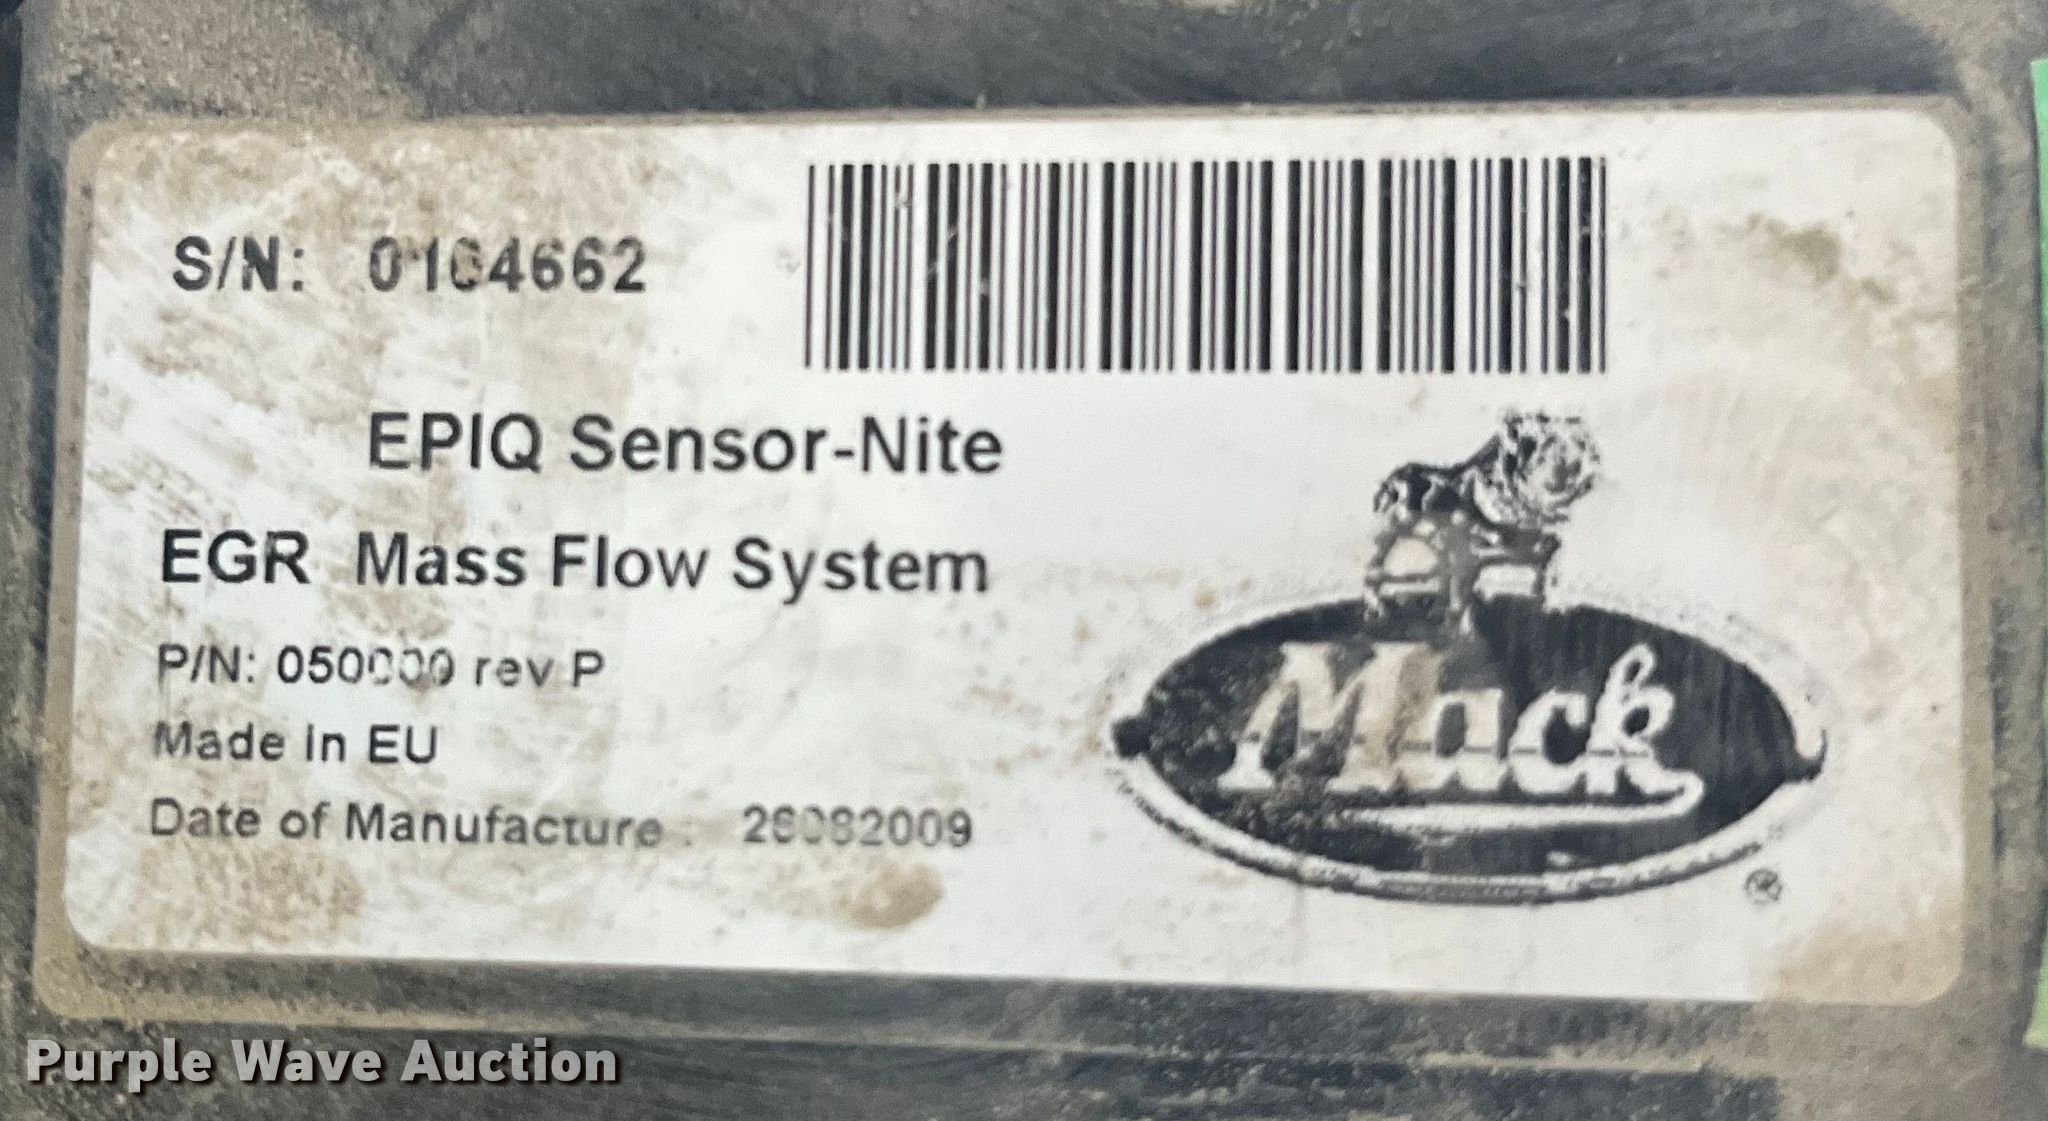 S/N: 0104662
EPIQ Sensor-Nite
EGR Mass Flow System
P/N: 050000 rev P
Made in EU
Date of Manufacture :
Mack
®
Purple Wave Auction